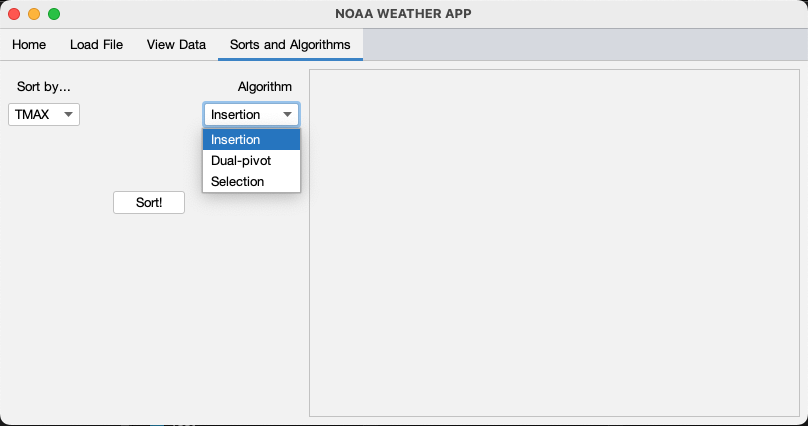 NOAA WEATHER APP
Home Load File View Data Sorts and Algorithms
Sort by... Algorithm
TMAX Insertion
Insertion
Dual-pivot
Selection
Sort!